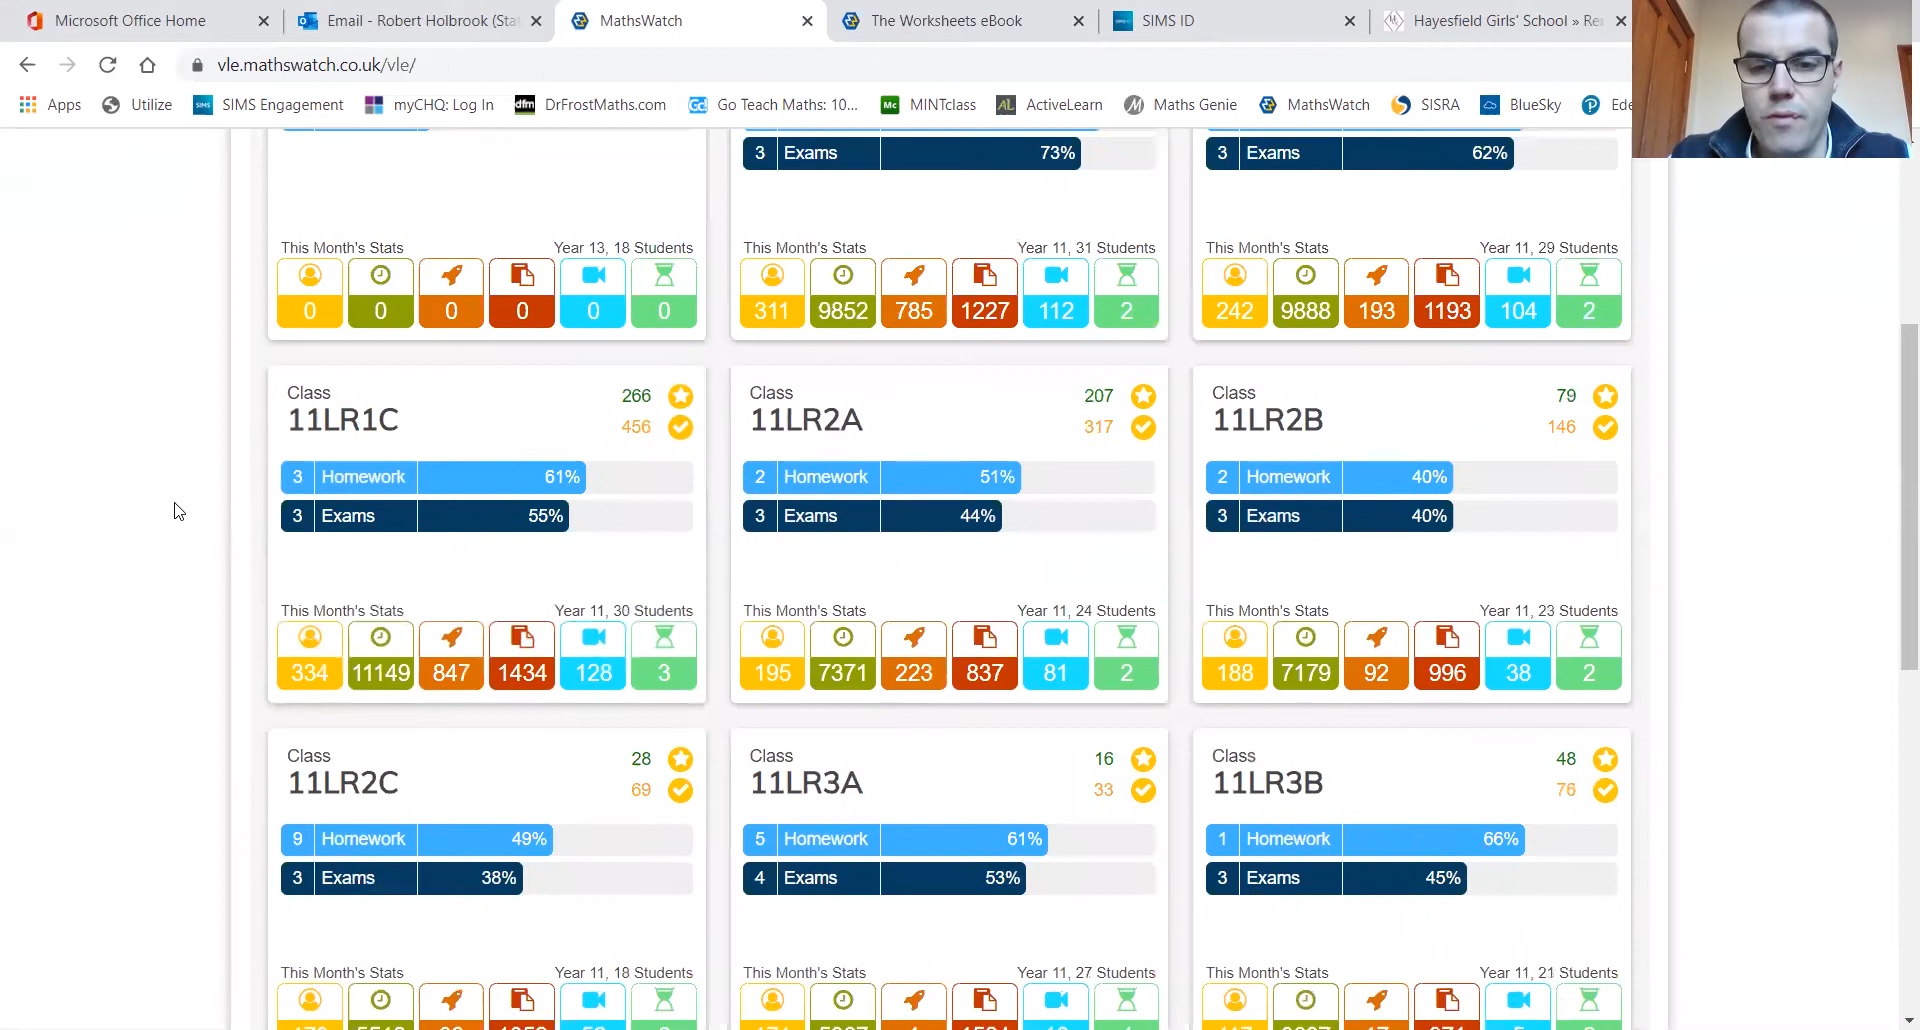 Microsoft Office Home
Email - Robert Holbrook (Sta
MathsWatch
The Worksheets eBook
SIMS ID
Hayesfield Girls' School » Re
vle.mathswatch.co.uk/vle/
Apps
Utilize
SIMS Engagement
myCHQ: Log In
dfm DrFrostMaths.com
Go Teach Maths: 10...
Mc MINTclass
AL ActiveLearn
Maths Genie
MathsWatch
SISRA
BlueSky
Ede
3 Exams 73%
3 Exams 62%
This Month's Stats Year 13, 18 Students
0 0 0 0 0 0
This Month's Stats Year 11, 31 Students
311 9852 785 1227 112 2
This Month's Stats Year 11, 29 Students
242 9888 193 1193 104 2
Class 266
11LR1C 456
3 Homework 61%
3 Exams 55%
This Month's Stats Year 11, 30 Students
334 11149 847 1434 128 3
Class 207
11LR2A 317
2 Homework 51%
3 Exams 44%
This Month's Stats Year 11, 24 Students
195 7371 223 837 81 2
Class 79
11LR2B 146
2 Homework 40%
3 Exams 40%
This Month's Stats Year 11, 23 Students
188 7179 92 996 38 2
Class 28
11LR2C 69
9 Homework 49%
3 Exams 38%
This Month's Stats Year 11, 18 Students
Class 16
11LR3A 33
5 Homework 61%
4 Exams 53%
This Month's Stats Year 11, 27 Students
Class 48
11LR3B 76
1 Homework 66%
3 Exams 45%
This Month's Stats Year 11, 21 Students